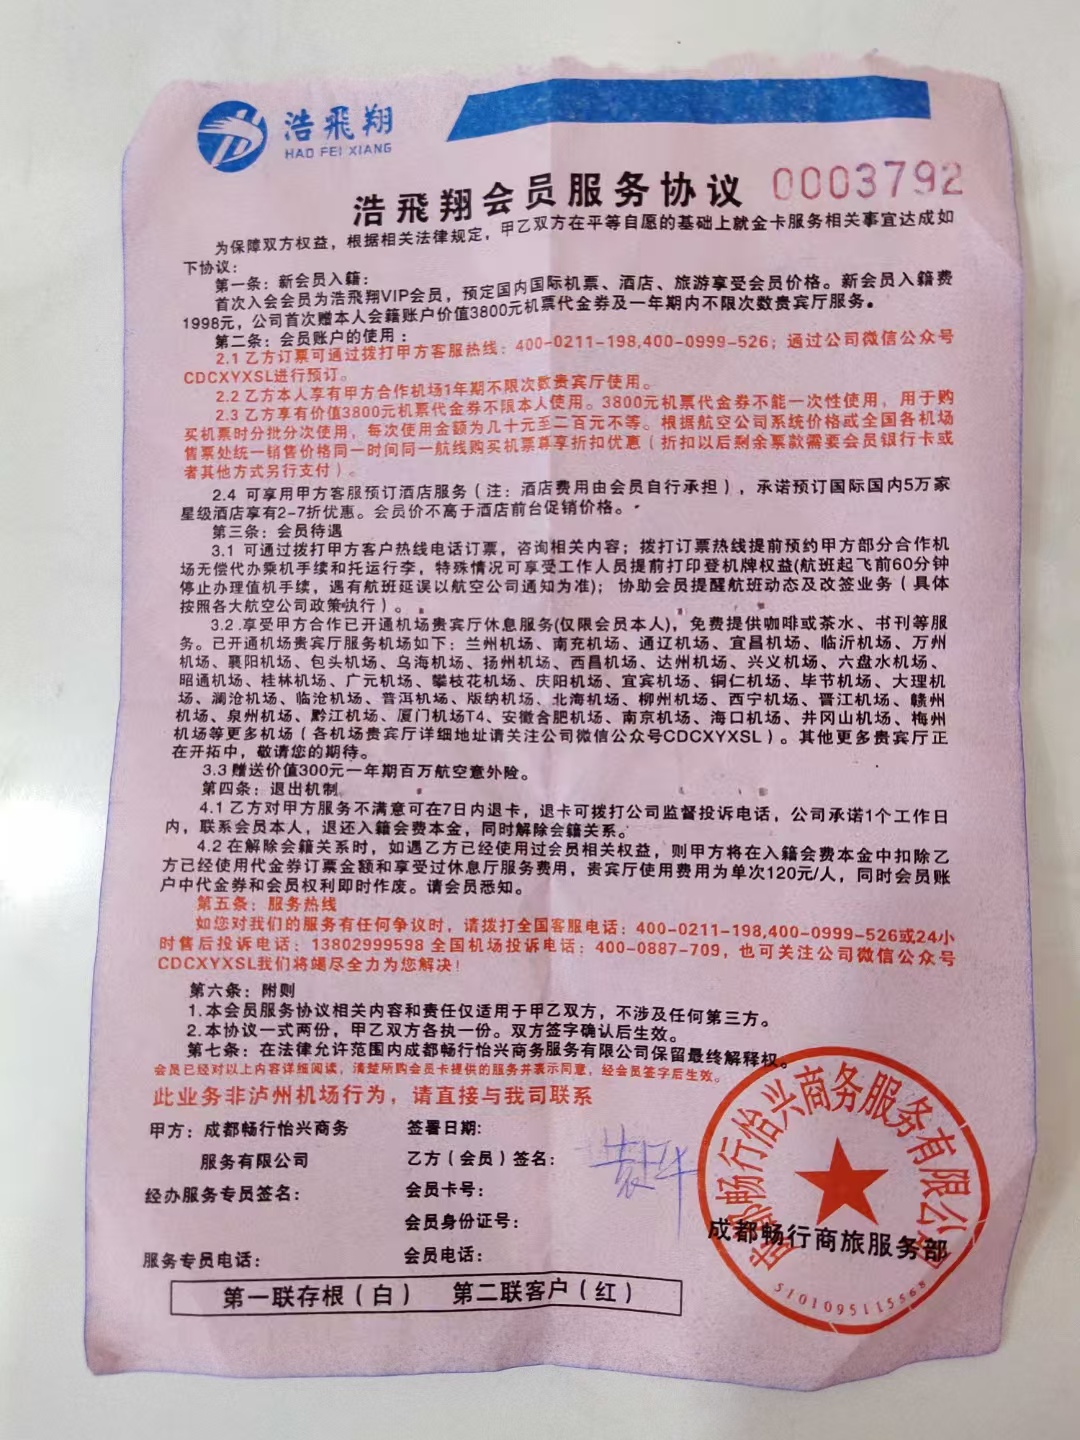 浩飛翔
HAO FEI XIANG
浩飛翔会员服务协议
0003792
为保障双方权益，根据相关法律规定，甲乙双方在平等自愿的基础上就金卡服务相关事宜达成如
下协议：
第一条：新会员入籍：
首次入会会员为浩飛翔VIP会员，预定国内国际机票、酒店、旅游享受会员价格。新会员入籍费
1998元，公司首次赠本人会籍账户价值3800元机票代金券及一年期内不限次数贵宾厅服务。
第二条：会员账户的使用：
2.1 乙方订票可通过拨打甲方客服热线：400-0211-198,400-0999-526；通过公司微信公众号
CDCXYXSL进行预订。
2.2 乙方本人享有甲方合作机场1年期不限次数贵宾厅使用。
2.3 乙方享有价值3800元机票代金券不限本人使用。3800元机票代金券不能一次性使用，用于购
买机票时分批分次使用，每次使用金额为几十元至二百元不等。根据航空公司系统价格或全国各机场
售票处统一销售价格同一时间同一航线购买机票尊享折扣优惠（折扣以后剩余票款需要会员银行卡或
者其他方式另行支付）。
2.4 可享用甲方客服预订酒店服务（注：酒店费用由会员自行承担），承诺预订国际国内5万家
星级酒店享有2-7折优惠。会员价不高于酒店前台促销价格。
第三条：会员待遇
3.1 可通过拨打甲方客户热线电话订票，咨询相关内容；拨打订票热线提前预约甲方部分合作机
场无偿代办乘机手续和托运行李，特殊情况可享受工作人员提前打印登机牌权益(航班起飞前60分钟
停止办理值机手续，遇有航班延误以航空公司通知为准)；协助会员提醒航班动态及改签业务（具体
按照各大航空公司政策执行）。
3.2 享受甲方合作已开通机场贵宾厅休息服务(仅限会员本人)，免费提供咖啡或茶水、书刊等服
务。已开通机场贵宾厅服务机场如下：兰州机场、南充机场、通辽机场、宜昌机场、临沂机场、万州
机场、襄阳机场、包头机场、乌海机场、扬州机场、西昌机场、达州机场、兴义机场、六盘水机场、
昭通机场、桂林机场、广元机场、攀枝花机场、庆阳机场、宜宾机场、铜仁机场、毕节机场、大理机
场、澜沧机场、临沧机场、普洱机场、版纳机场、北海机场、柳州机场、西宁机场、晋江机场、赣州
机场、泉州机场、黔江机场、厦门机场T4、安徽合肥机场、南京机场、海口机场、井冈山机场、梅州
机场等更多机场（各机场贵宾厅详细地址请关注公司微信公众号CDCXYXSL）。其他更多贵宾厅正
在开拓中，敬请您的期待。
3.3 赠送价值300元一年期百万航空意外险。
第四条：退出机制
4.1 乙方对甲方服务不满意可在7日内退卡，退卡可拨打公司监督投诉电话，公司承诺1个工作日
内，联系会员本人，退还入籍会费本金，同时解除会籍关系。
4.2 在解除会籍关系时，如遇乙方已经使用过会员相关权益，则甲方将在入籍会费本金中扣除乙
方已经使用代金券订票金额和享受过休息厅服务费用，贵宾厅使用费用为单次120元/人，同时会员账
户中代金券和会员权利即时作废。请会员悉知。
第五条：服务热线
如您对我们的服务有任何争议时，请拨打全国客服电话：400-0211-198,400-0999-526或24小
时售后投诉电话：13802999598 全国机场投诉电话：400-0887-709，也可关注公司微信公众号
CDCXYXSL我们将竭尽全力为您解决！
第六条：附则
1.本会员服务协议相关内容和责任仅适用于甲乙双方，不涉及任何第三方。
2.本协议一式两份，甲乙双方各执一份。双方签字确认后生效。
第七条：在法律允许范围内成都畅行怡兴商务服务有限公司保留最终解释权。
会员已经对以上内容详细阅读，清楚所购会员卡提供的服务并表示同意，经会员签字后生效。
此业务非泸州机场行为，请直接与我司联系
甲方：成都畅行怡兴商务
服务有限公司
签署日期：
乙方（会员）签名：
经办服务专员签名：
会员卡号：
会员身份证号：
服务专员电话：
会员电话：
成都畅行怡兴商务服务有限公司
成都畅行商旅服务部
5101095115568
第一联存根（白） 第二联客户（红）